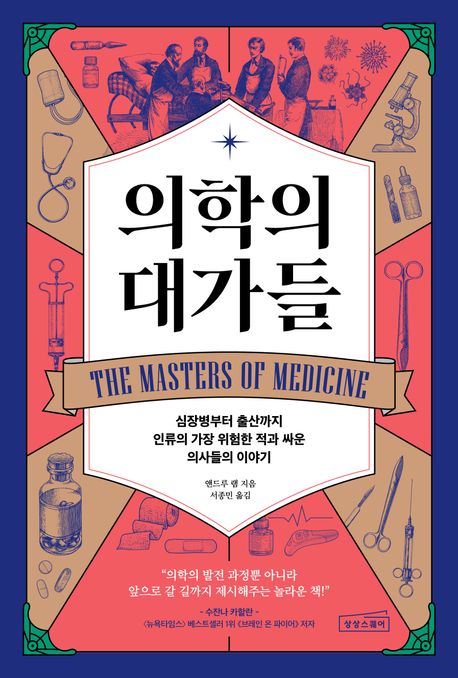 의학의
대가들
THE MASTERS OF MEDICINE
심장병부터 출산까지
인류의 가장 위험한 적과 싸운
의사들의 이야기
앤드루 램 지음
서종민 옮김
“의학의 발전 과정뿐 아니라
앞으로 갈 길까지 제시해주는 놀라운 책!”
- 수잔나 카할란 -
〈뉴욕타임스〉 베스트셀러 1위 《브레인 온 파이어》 저자
상상스퀘어